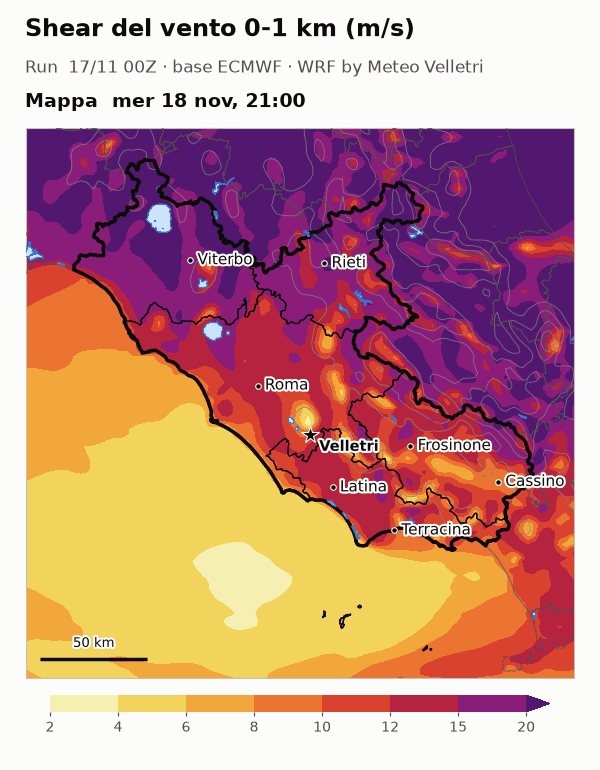 Shear del vento 0-1 km (m/s)
Run 17/11 00Z · base ECMWF · WRF by Meteo Velletri
Mappa mer 18 nov, 21:00
Viterbo
Rieti
Roma
Velletri
Frosinone
Cassino
Latina
Terracina
50 km
2 4 6 8 10 12 15 20